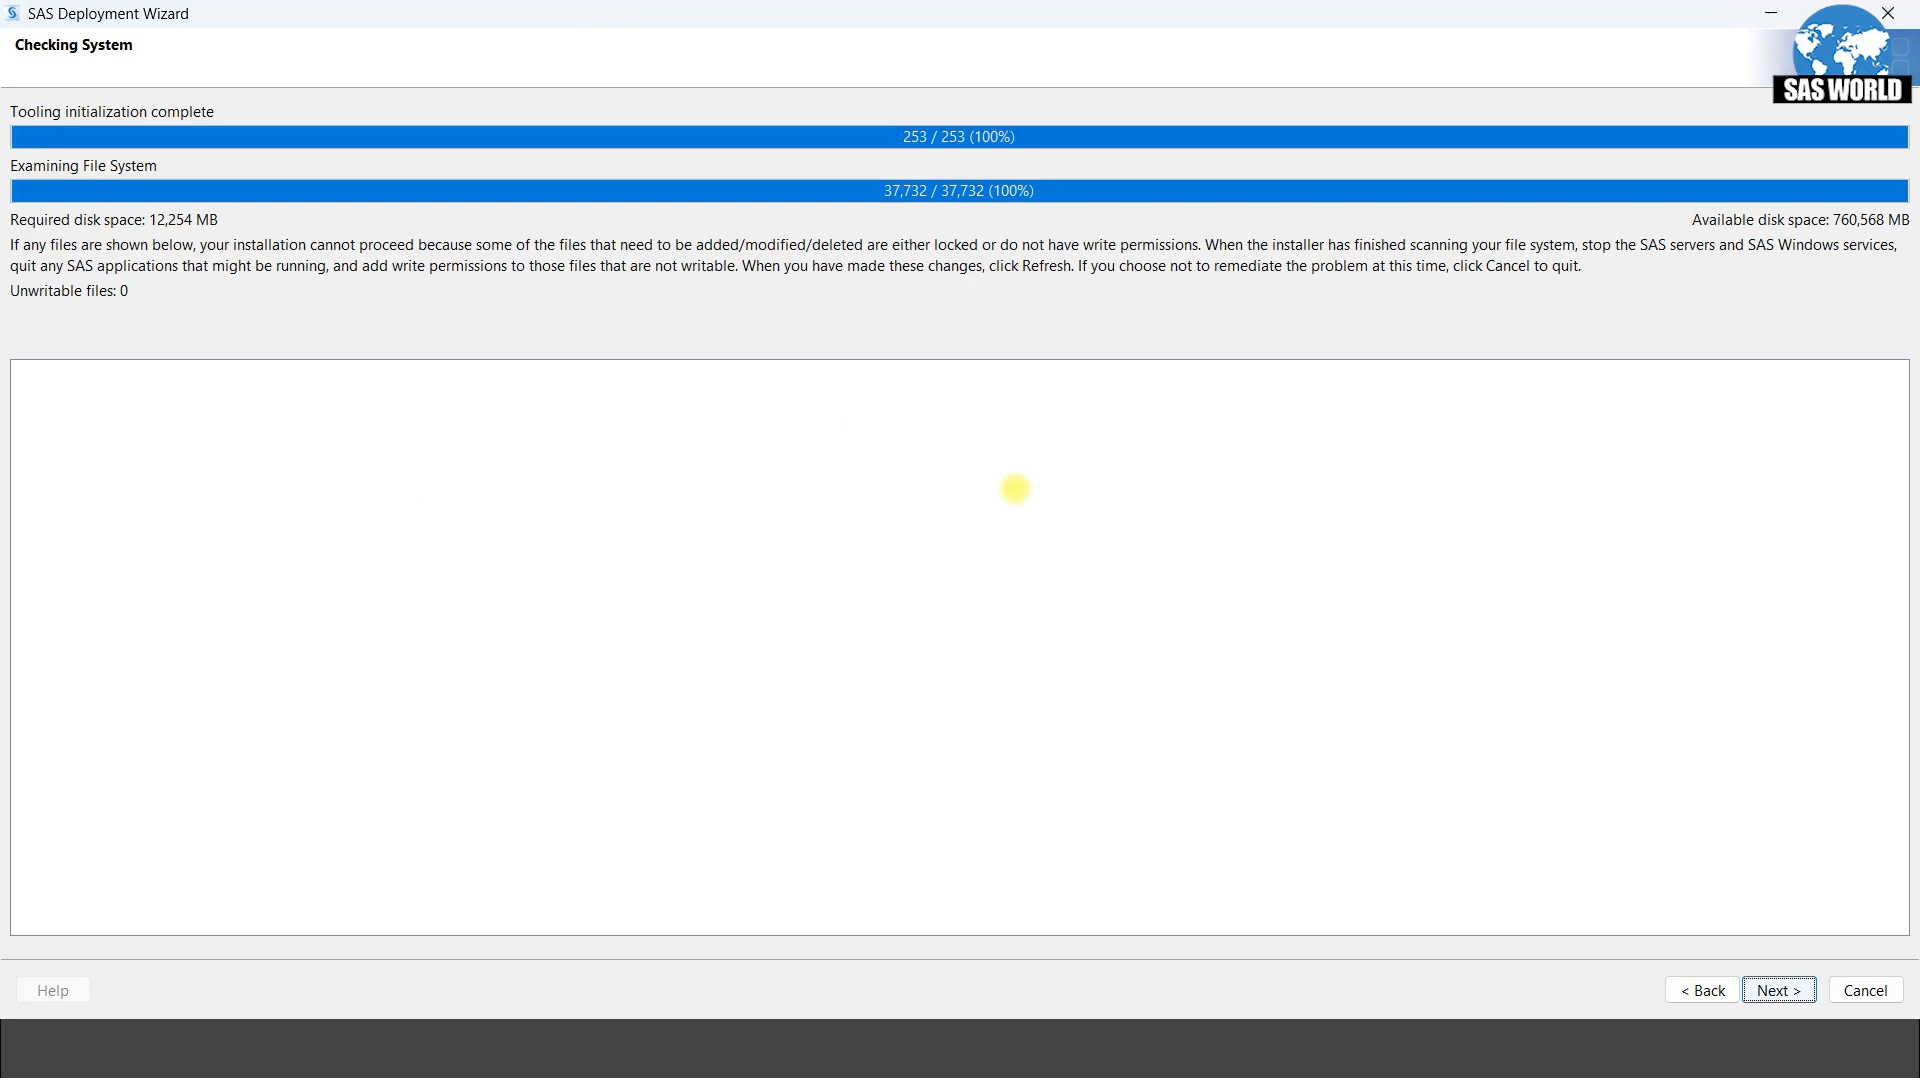 SAS Deployment Wizard
Checking System
SAS WORLD
Tooling initialization complete
253 / 253 (100%)
Examining File System
37,732 / 37,732 (100%)
Required disk space: 12,254 MB
Available disk space: 760,568 MB
If any files are shown below, your installation cannot proceed because some of the files that need to be added/modified/deleted are either locked or do not have write permissions. When the installer has finished scanning your file system, stop the SAS servers and SAS Windows services,
quit any SAS applications that might be running, and add write permissions to those files that are not writable. When you have made these changes, click Refresh. If you choose not to remediate the problem at this time, click Cancel to quit.
Unwritable files: 0
Help
< Back
Next >
Cancel